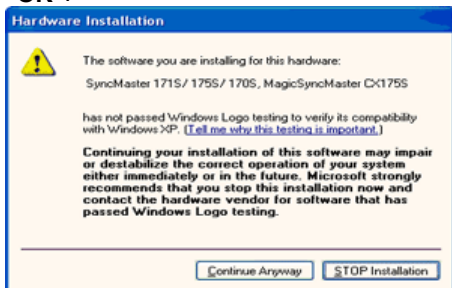 Hardware Installation
The software you are installing for this hardware:
SyncMaster 171S/ 175S/ 170S, MagicSyncMaster CX175S
has not passed Windows Logo testing to verify its compatibility
with Windows XP. (Tell me why this testing is important.)
Continuing your installation of this software may impair
or destabilize the correct operation of your system
either immediately or in the future. Microsoft strongly
recommends that you stop this installation now and
contact the hardware vendor for software that has
passed Windows Logo testing.
Continue Anyway STOP Installation